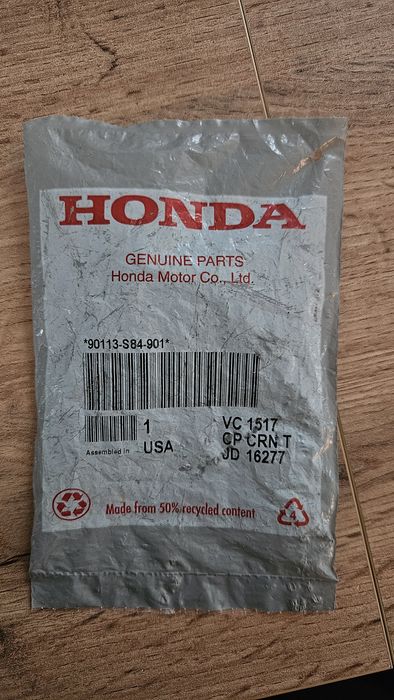 HONDA
GENUINE PARTS
Honda Motor Co., Ltd.
*90113-S84-901*
1 VC 1517
Assembled in USA CP CRN T
JD 16277
Made from 50% recycled content
4